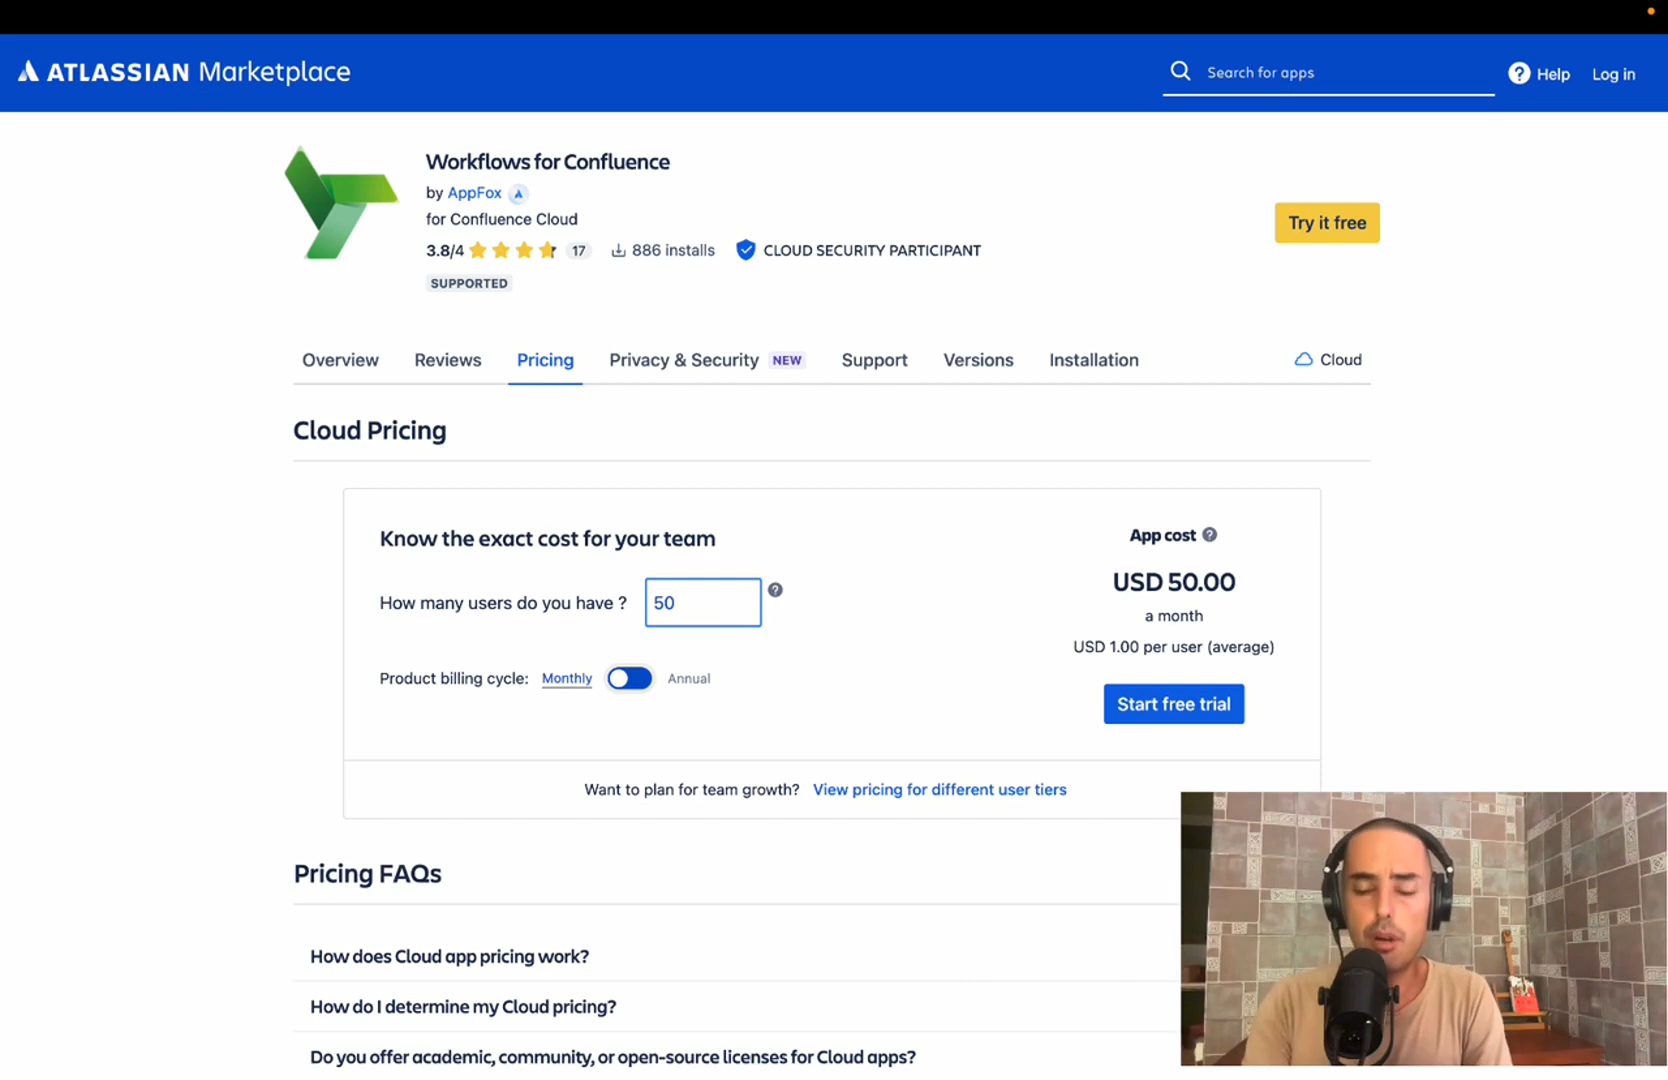 ATLASSIAN Marketplace
Search for apps
? Help
Log in
Workflows for Confluence
by AppFox
for Confluence Cloud
3.8/4 17 886 installs CLOUD SECURITY PARTICIPANT
SUPPORTED
Try it free
Overview Reviews Pricing Privacy & Security NEW Support Versions Installation Cloud
Cloud Pricing
Know the exact cost for your team
How many users do you have ? 50 ?
Product billing cycle: Monthly Annual
App cost ?
USD 50.00
a month
USD 1.00 per user (average)
Start free trial
Want to plan for team growth? View pricing for different user tiers
Pricing FAQs
How does Cloud app pricing work?
How do I determine my Cloud pricing?
Do you offer academic, community, or open-source licenses for Cloud apps?